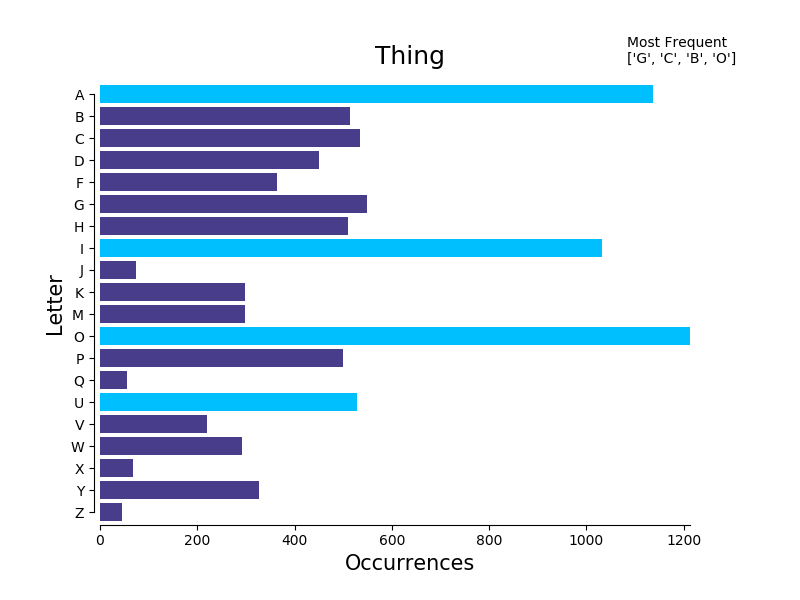 Most Frequent
['G', 'C', 'B', 'O']
Thing
A
B
C
D
F
G
H
I
J
K
M
O
P
Q
U
V
W
X
Y
Z
Letter
0 200 400 600 800 1000 1200
Occurrences